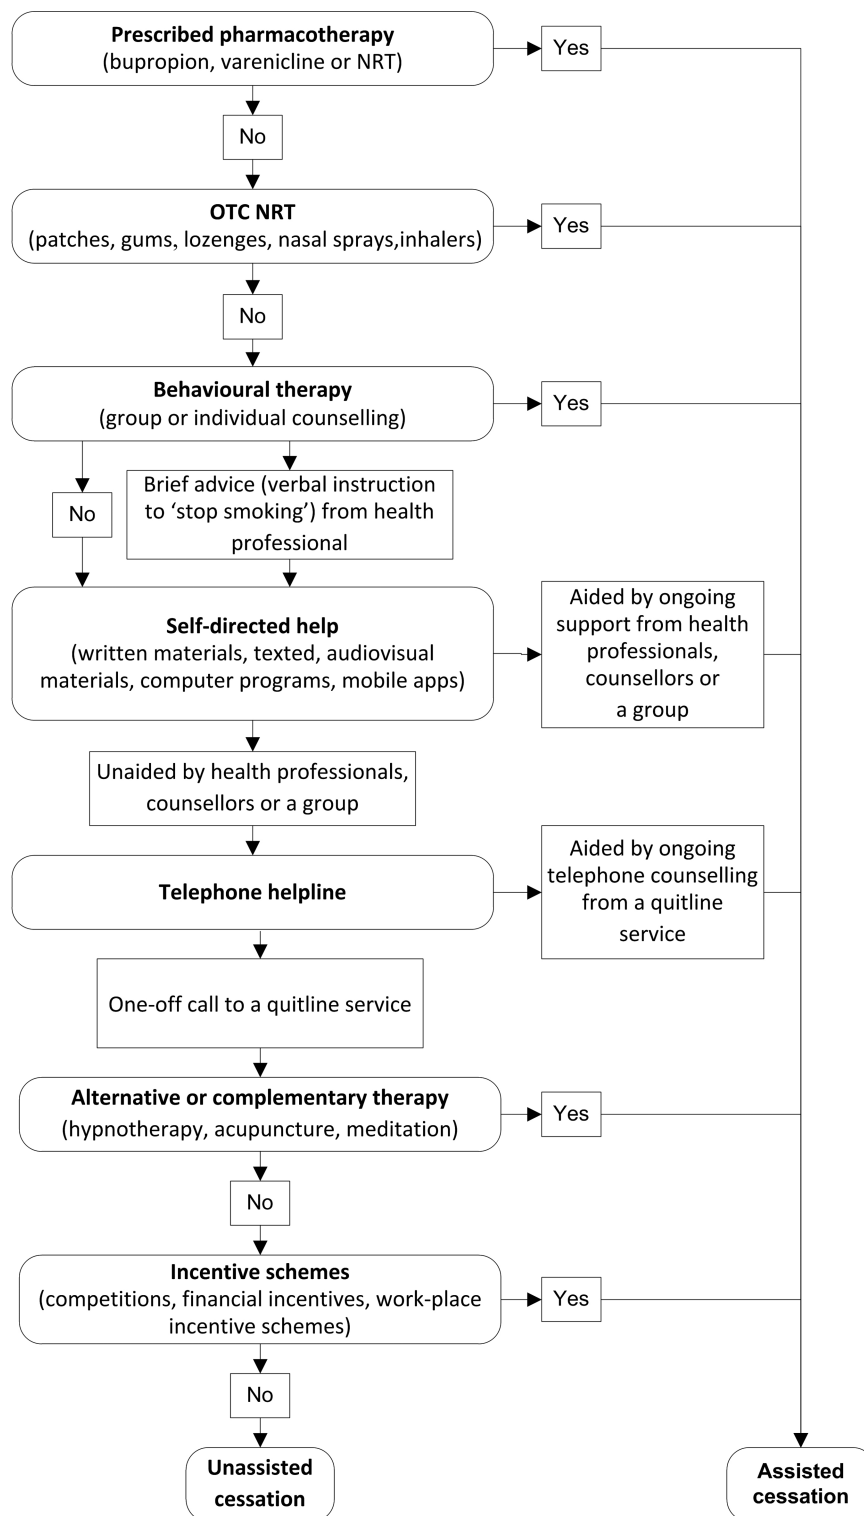 Prescribed pharmacotherapy
(bupropion, varenicline or NRT)
Yes
No
OTC NRT
(patches, gums, lozenges, nasal sprays,inhalers)
Yes
No
Behavioural therapy
(group or individual counselling)
Yes
No
Brief advice (verbal instruction
to ‘stop smoking’) from health
professional
Self-directed help
(written materials, texted, audiovisual
materials, computer programs, mobile apps)
Aided by ongoing
support from health
professionals,
counsellors or
a group
Unaided by health professionals,
counsellors or a group
Telephone helpline
Aided by ongoing
telephone counselling
from a quitline
service
One-off call to a quitline service
Alternative or complementary therapy
(hypnotherapy, acupuncture, meditation)
Yes
No
Incentive schemes
(competitions, financial incentives, work-place
incentive schemes)
Yes
No
Unassisted
cessation
Assisted
cessation